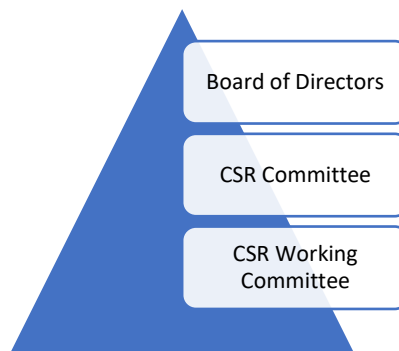 Board of Directors
CSR Committee
CSR Working
Committee